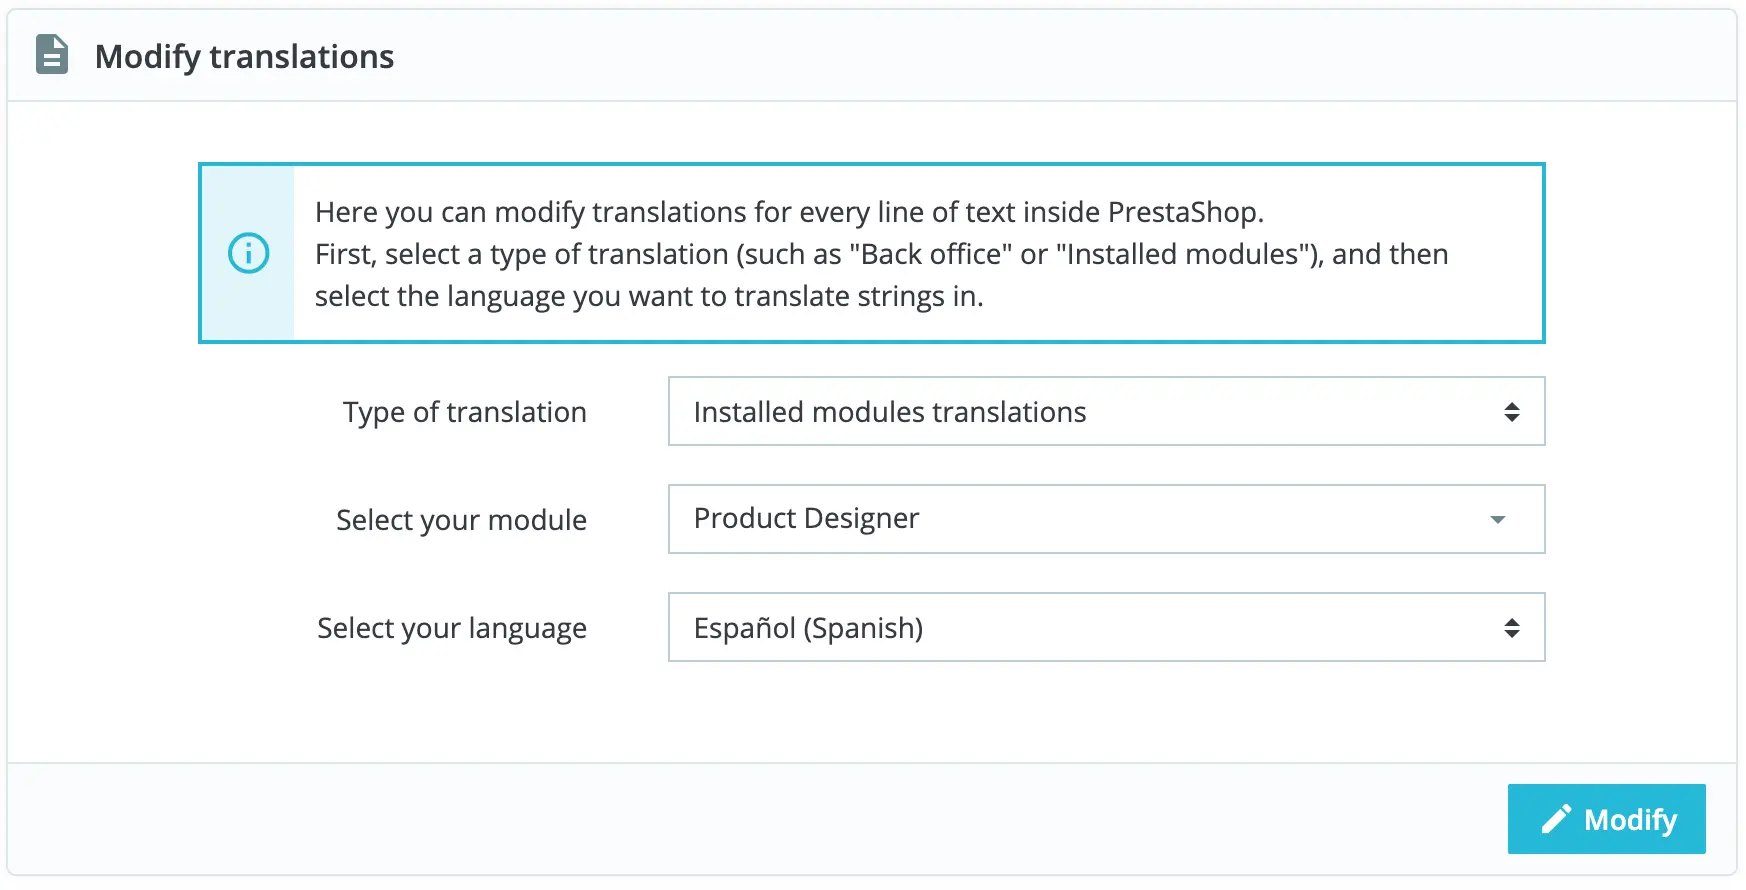 Modify translations
Here you can modify translations for every line of text inside PrestaShop.
First, select a type of translation (such as "Back office" or "Installed modules"), and then
select the language you want to translate strings in.
Type of translation
Installed modules translations
Select your module
Product Designer
Select your language
Español (Spanish)
Modify